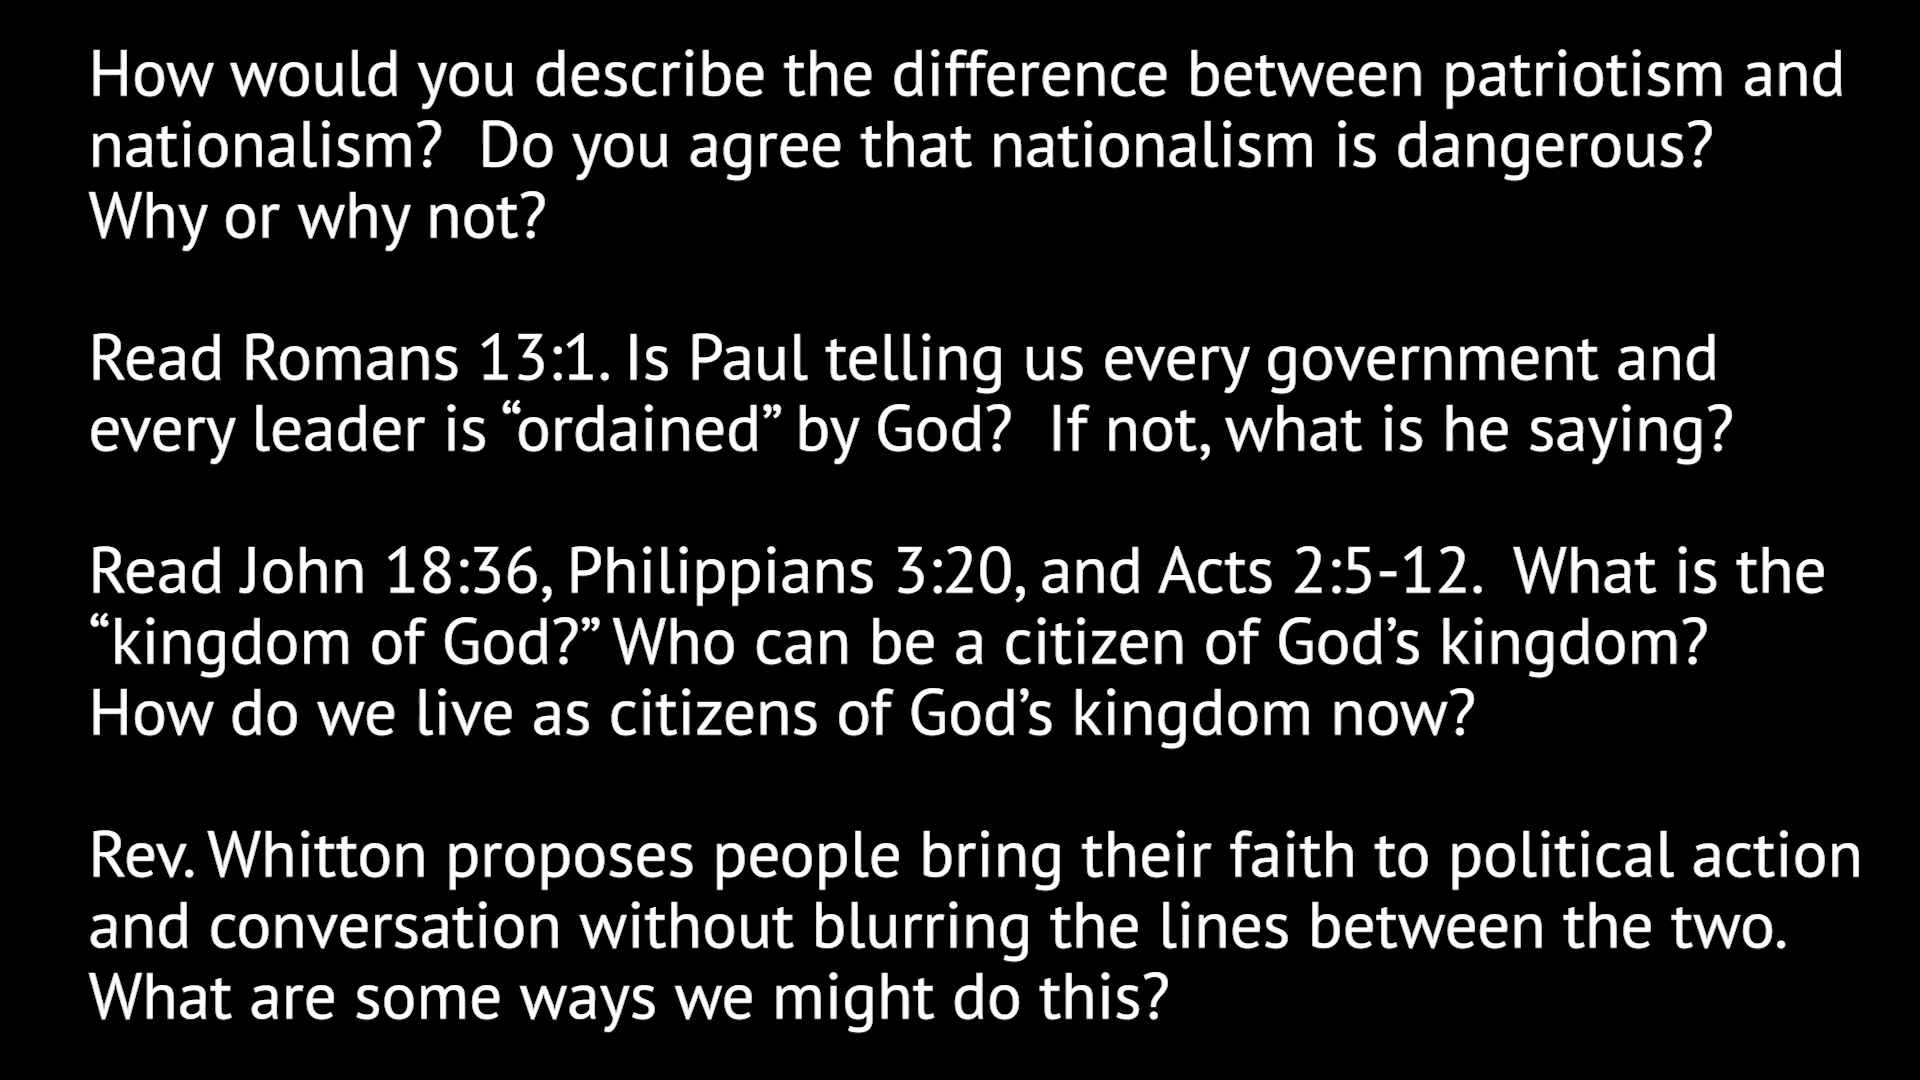 How would you describe the difference between patriotism and
nationalism?  Do you agree that nationalism is dangerous?
Why or why not?
Read Romans 13:1. Is Paul telling us every government and
every leader is “ordained” by God?  If not, what is he saying?
Read John 18:36, Philippians 3:20, and Acts 2:5-12.  What is the
“kingdom of God?” Who can be a citizen of God’s kingdom?
How do we live as citizens of God’s kingdom now?
Rev. Whitton proposes people bring their faith to political action
and conversation without blurring the lines between the two.
What are some ways we might do this?